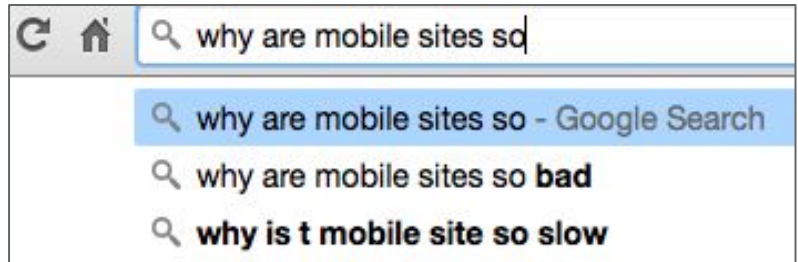 why are mobile sites so
why are mobile sites so - Google Search
why are mobile sites so bad
why is t mobile site so slow